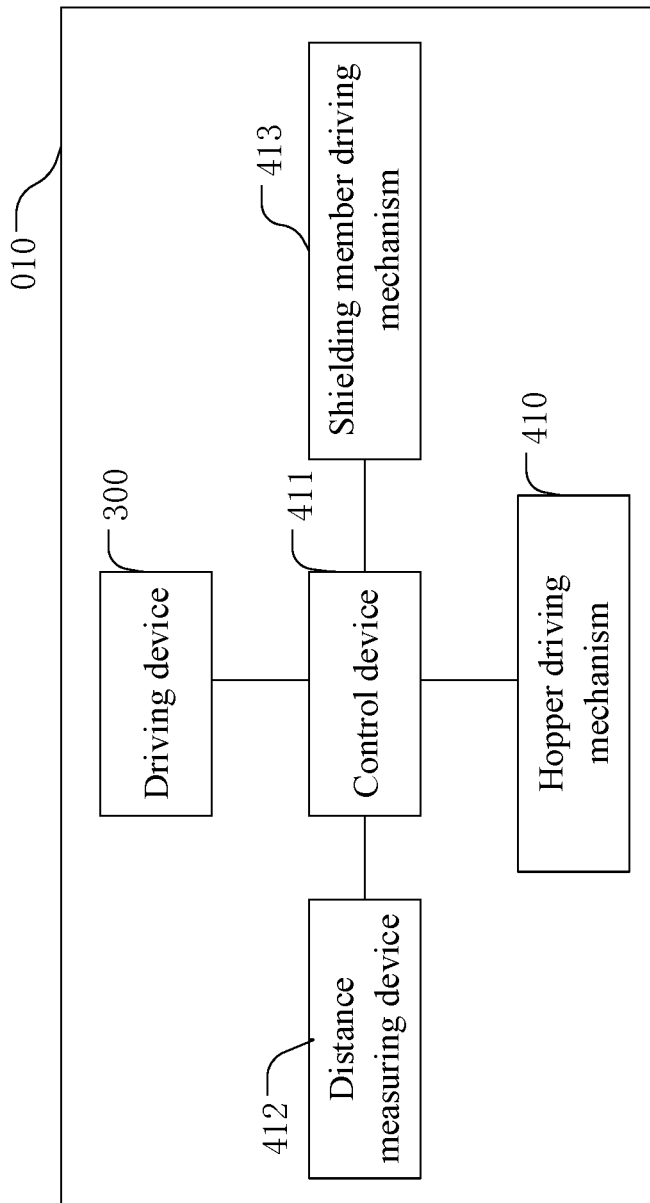 010
300
Driving device
412
Distance
measuring device
411
Control device
413
Shielding member driving
mechanism
410
Hopper driving
mechanism